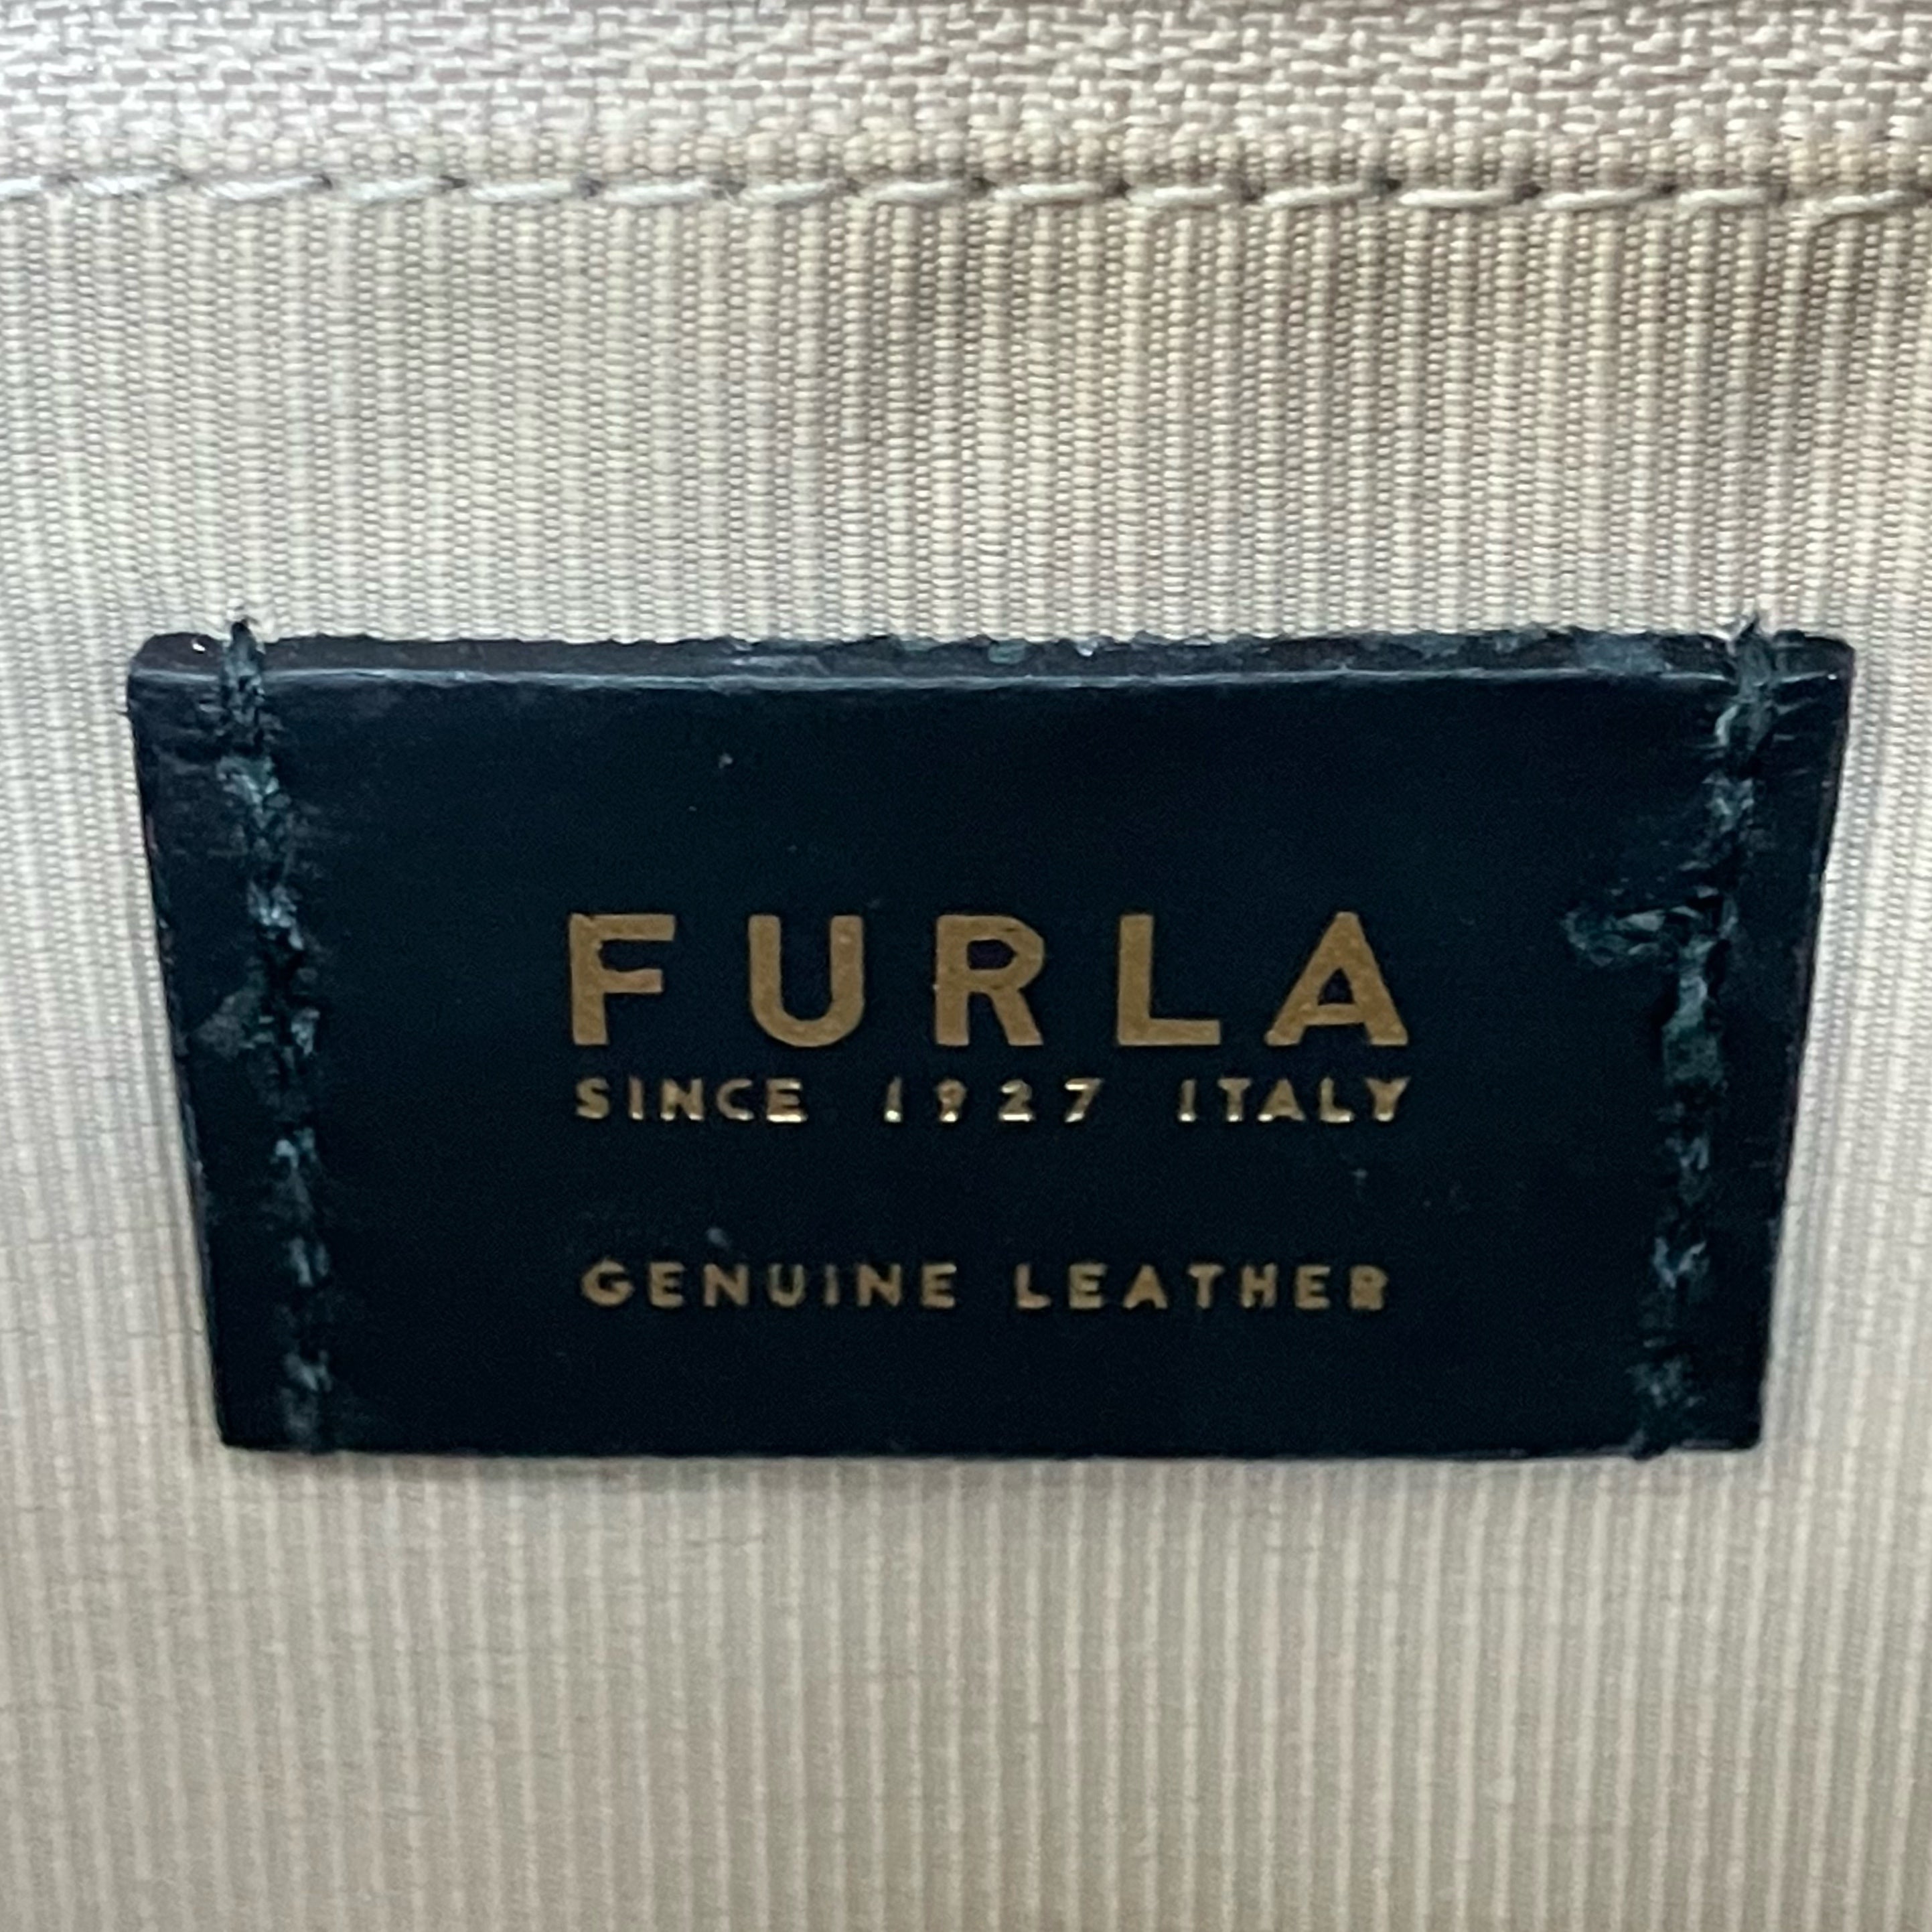 FURLA
SINCE 1927 ITALY
GENUINE LEATHER